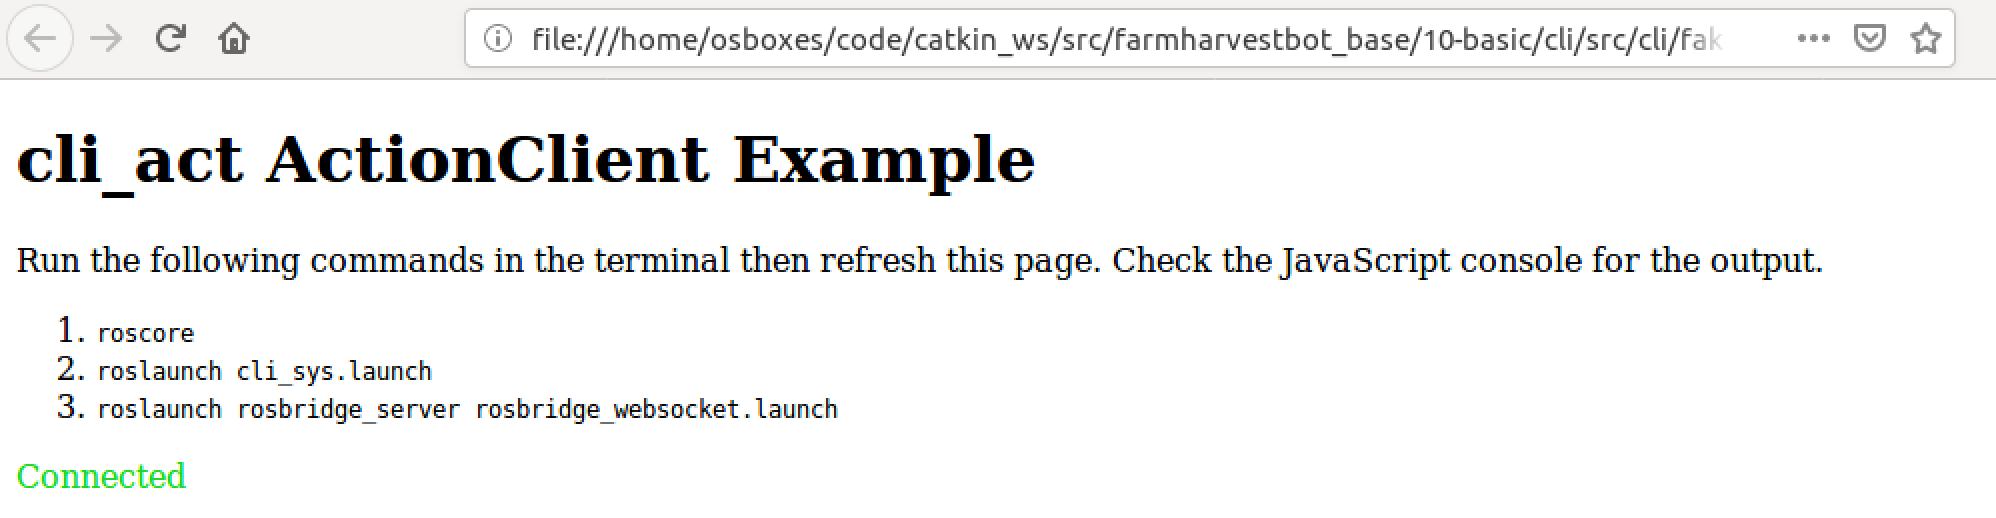 file:///home/osboxes/code/catkin_ws/src/farmharvestbot_base/10-basic/cli/src/cli/fak
cli_act ActionClient Example
Run the following commands in the terminal then refresh this page. Check the JavaScript console for the output.
1. roscore
2. roslaunch cli_sys.launch
3. roslaunch rosbridge_server rosbridge_websocket.launch
Connected